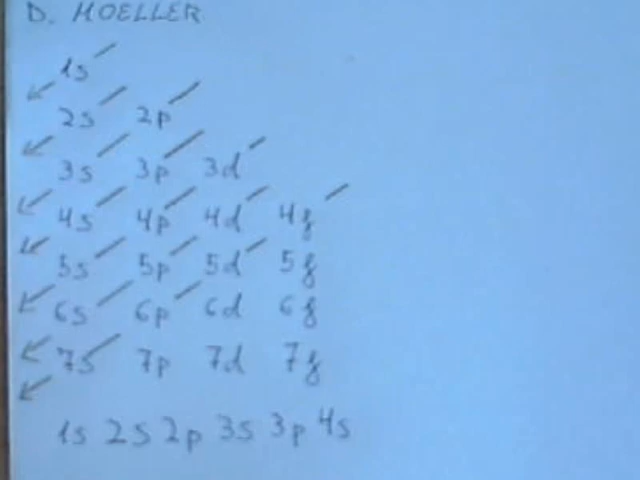 D. MOELLER
1s
2s 2p
3s 3p 3d
4s 4p 4d 4f
5s 5p 5d 5f
6s 6p 6d 6f
7s 7p 7d 7f
1s 2s 2p 3s 3p 4s